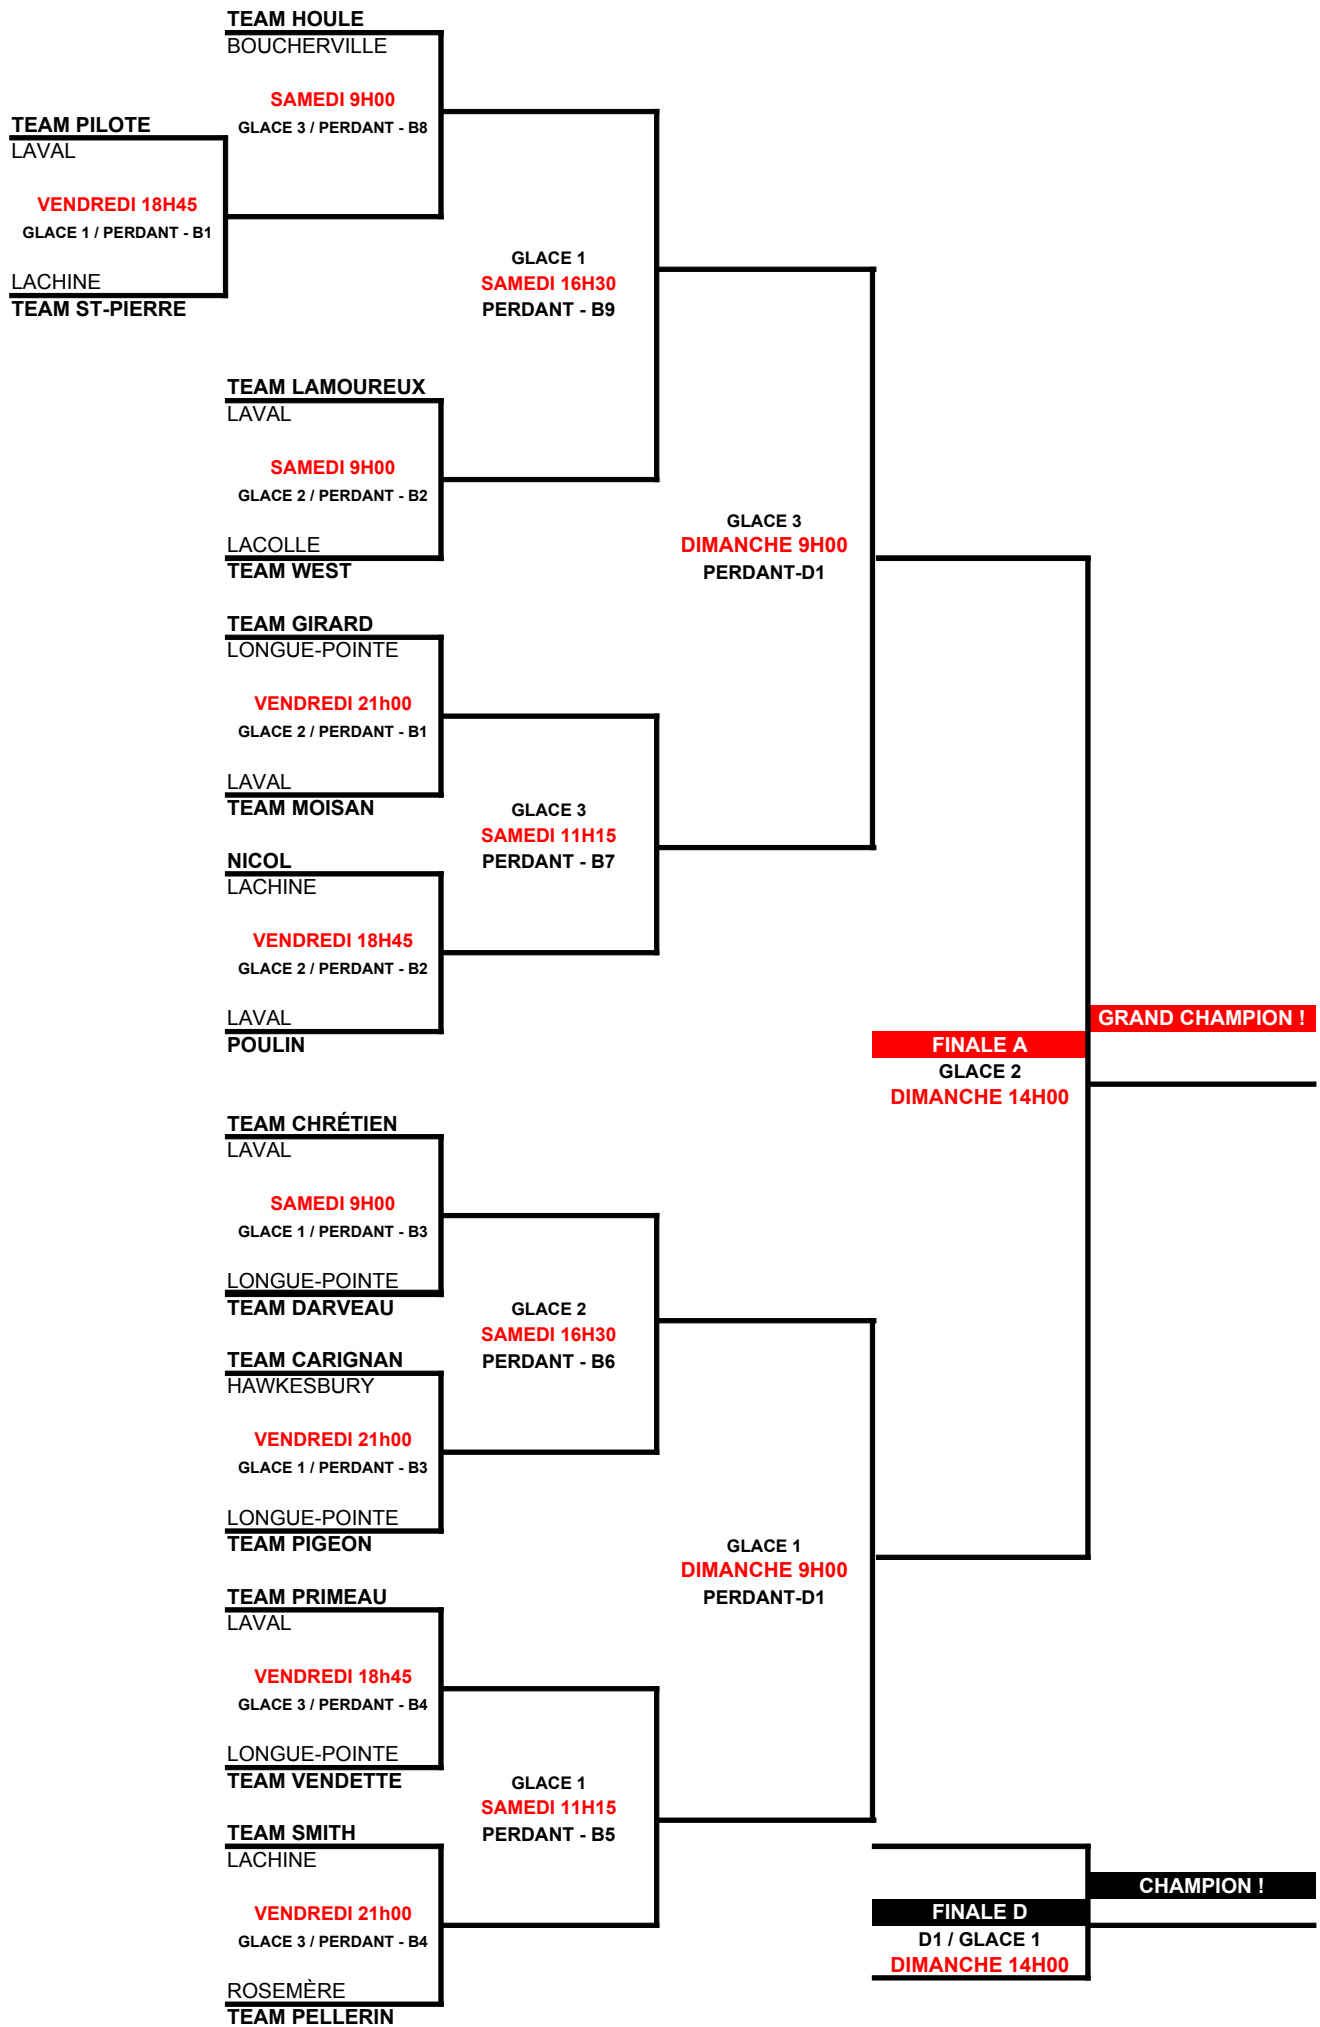 TEAM HOULE
BOUCHERVILLE
SAMEDI 9H00
GLACE 3 / PERDANT - B8
TEAM PILOTE
LAVAL
VENDREDI 18H45
GLACE 1 / PERDANT - B1
LACHINE
TEAM ST-PIERRE
GLACE 1
SAMEDI 16H30
PERDANT - B9
TEAM LAMOUREUX
LAVAL
SAMEDI 9H00
GLACE 2 / PERDANT - B2
LACOLLE
TEAM WEST
GLACE 3
DIMANCHE 9H00
PERDANT-D1
TEAM GIRARD
LONGUE-POINTE
VENDREDI 21h00
GLACE 2 / PERDANT - B1
LAVAL
TEAM MOISAN
GLACE 3
SAMEDI 11H15
PERDANT - B7
NICOL
LACHINE
VENDREDI 18H45
GLACE 2 / PERDANT - B2
LAVAL
POULIN
GRAND CHAMPION !
FINALE A
GLACE 2
DIMANCHE 14H00
TEAM CHRÉTIEN
LAVAL
SAMEDI 9H00
GLACE 1 / PERDANT - B3
LONGUE-POINTE
TEAM DARVEAU
GLACE 2
SAMEDI 16H30
PERDANT - B6
TEAM CARIGNAN
HAWKESBURY
VENDREDI 21h00
GLACE 1 / PERDANT - B3
LONGUE-POINTE
TEAM PIGEON
GLACE 1
DIMANCHE 9H00
PERDANT-D1
TEAM PRIMEAU
LAVAL
VENDREDI 18h45
GLACE 3 / PERDANT - B4
LONGUE-POINTE
TEAM VENDETTE
GLACE 1
SAMEDI 11H15
PERDANT - B5
TEAM SMITH
LACHINE
VENDREDI 21h00
GLACE 3 / PERDANT - B4
ROSEMÈRE
TEAM PELLERIN
CHAMPION !
FINALE D
D1 / GLACE 1
DIMANCHE 14H00